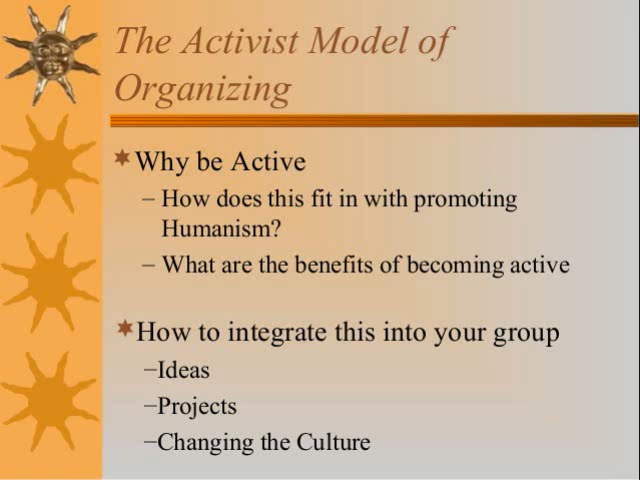 The Activist Model of
Organizing
Why be Active
– How does this fit in with promoting
Humanism?
– What are the benefits of becoming active
How to integrate this into your group
–Ideas
–Projects
–Changing the Culture